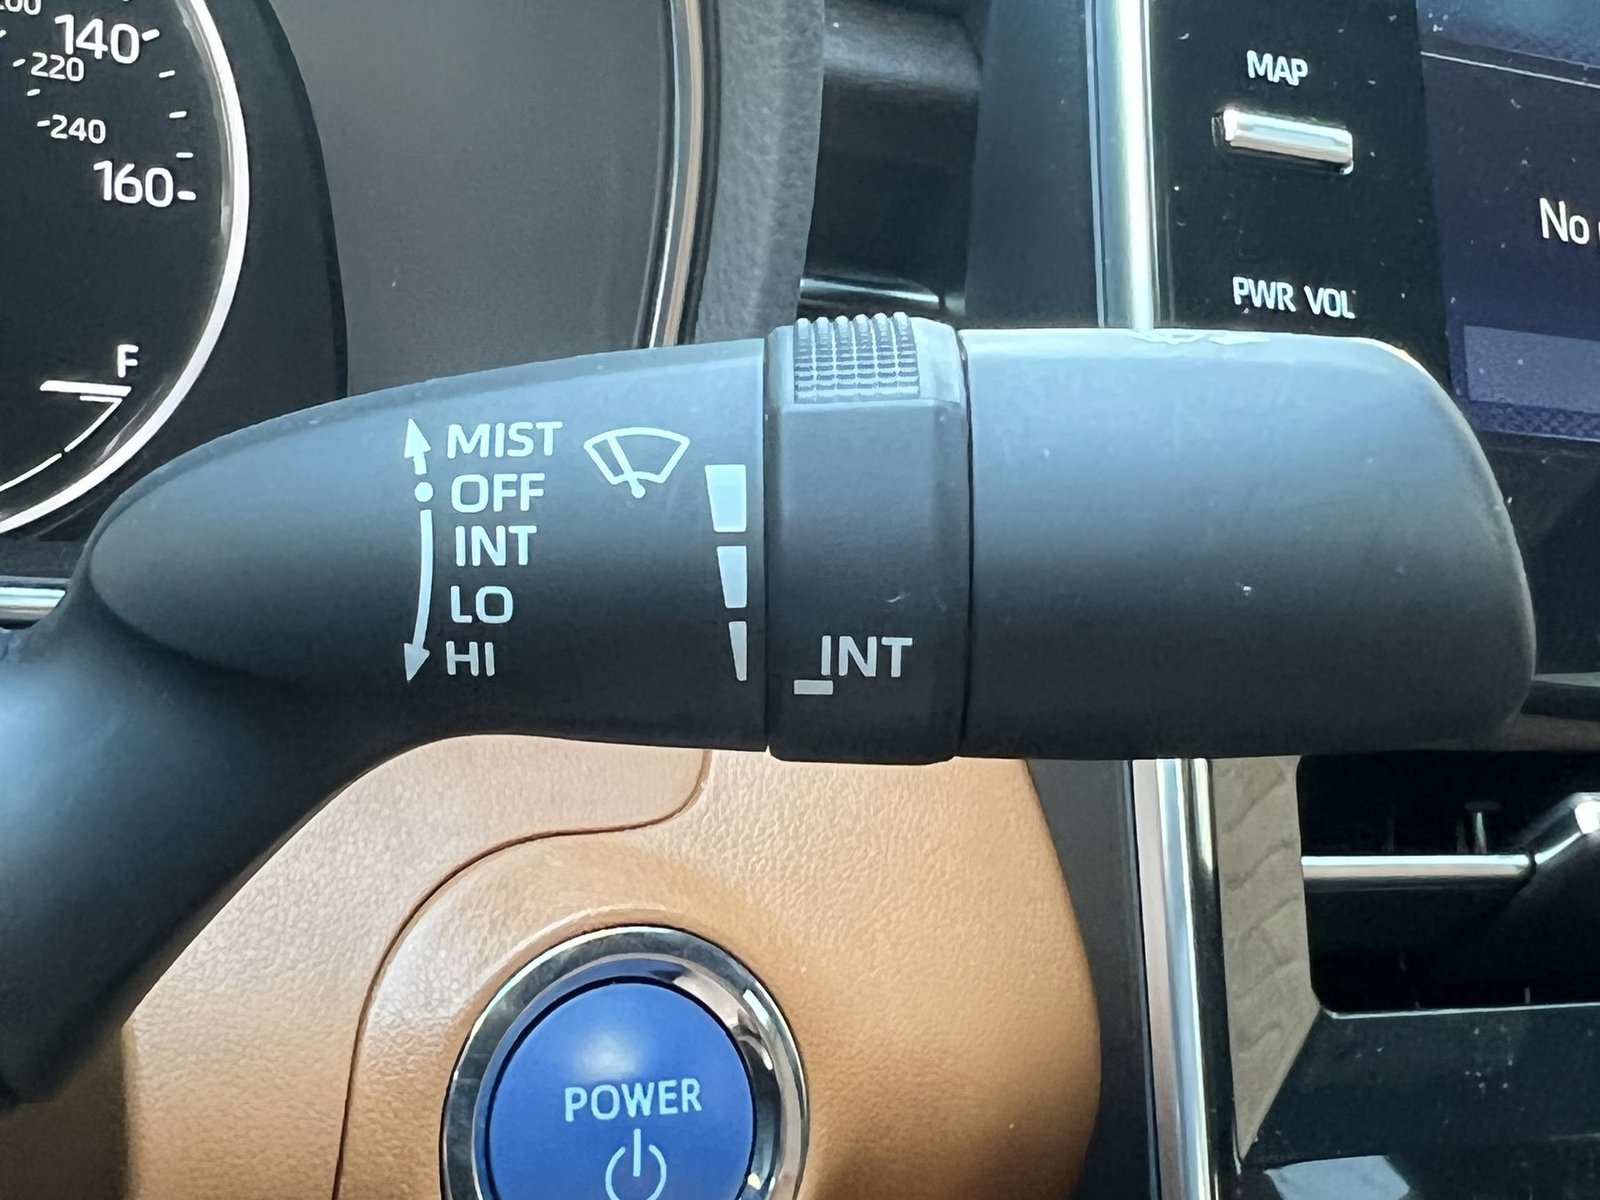 140
220
240
160
F
MAP
PWR VOL
No
MIST
OFF
INT
LO
HI
INT
POWER